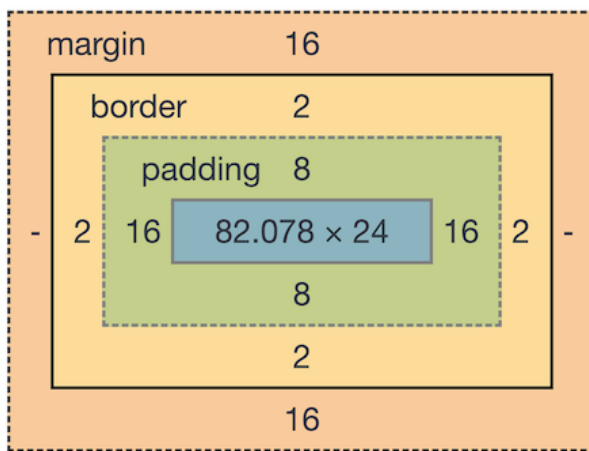 margin 16
border 2
padding 8
- 2 16 82.078 × 24 16 2 -
8
2
16